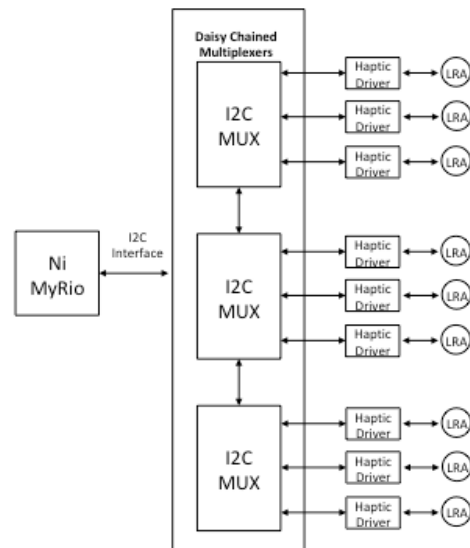 Daisy Chained
Multiplexers
I2C
MUX
Haptic
Driver
LRA
Haptic
Driver
LRA
Haptic
Driver
LRA
Ni
MyRio
I2C
Interface
I2C
MUX
Haptic
Driver
LRA
Haptic
Driver
LRA
Haptic
Driver
LRA
I2C
MUX
Haptic
Driver
LRA
Haptic
Driver
LRA
Haptic
Driver
LRA